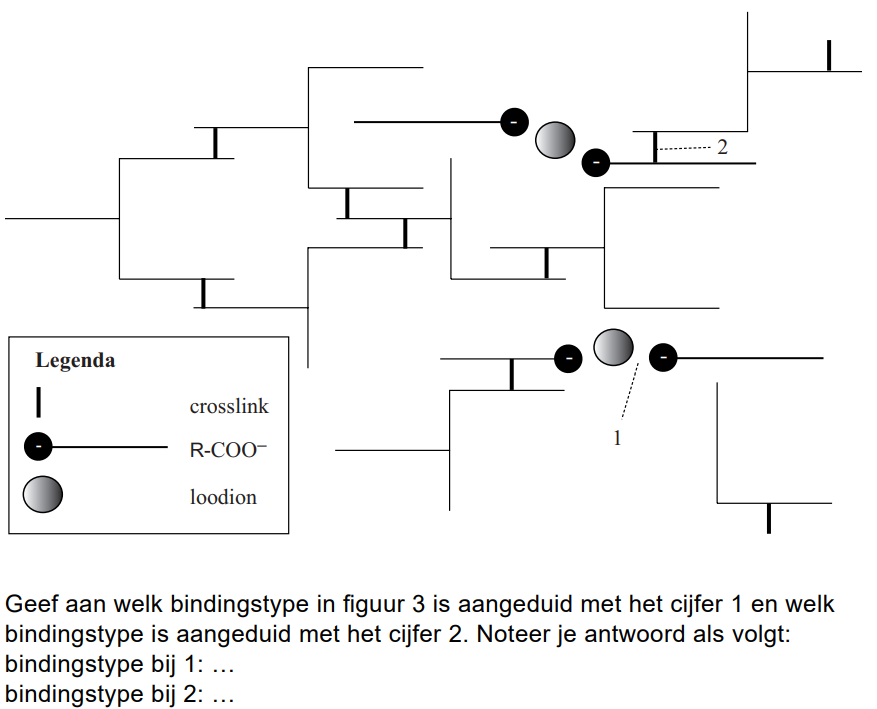 -
-
2
Legenda
crosslink
-
R-COO⁻
loodion
-
-
1
Geef aan welk bindingstype in figuur 3 is aangeduid met het cijfer 1 en welk
bindingstype is aangeduid met het cijfer 2. Noteer je antwoord als volgt:
bindingstype bij 1: …
bindingstype bij 2: …